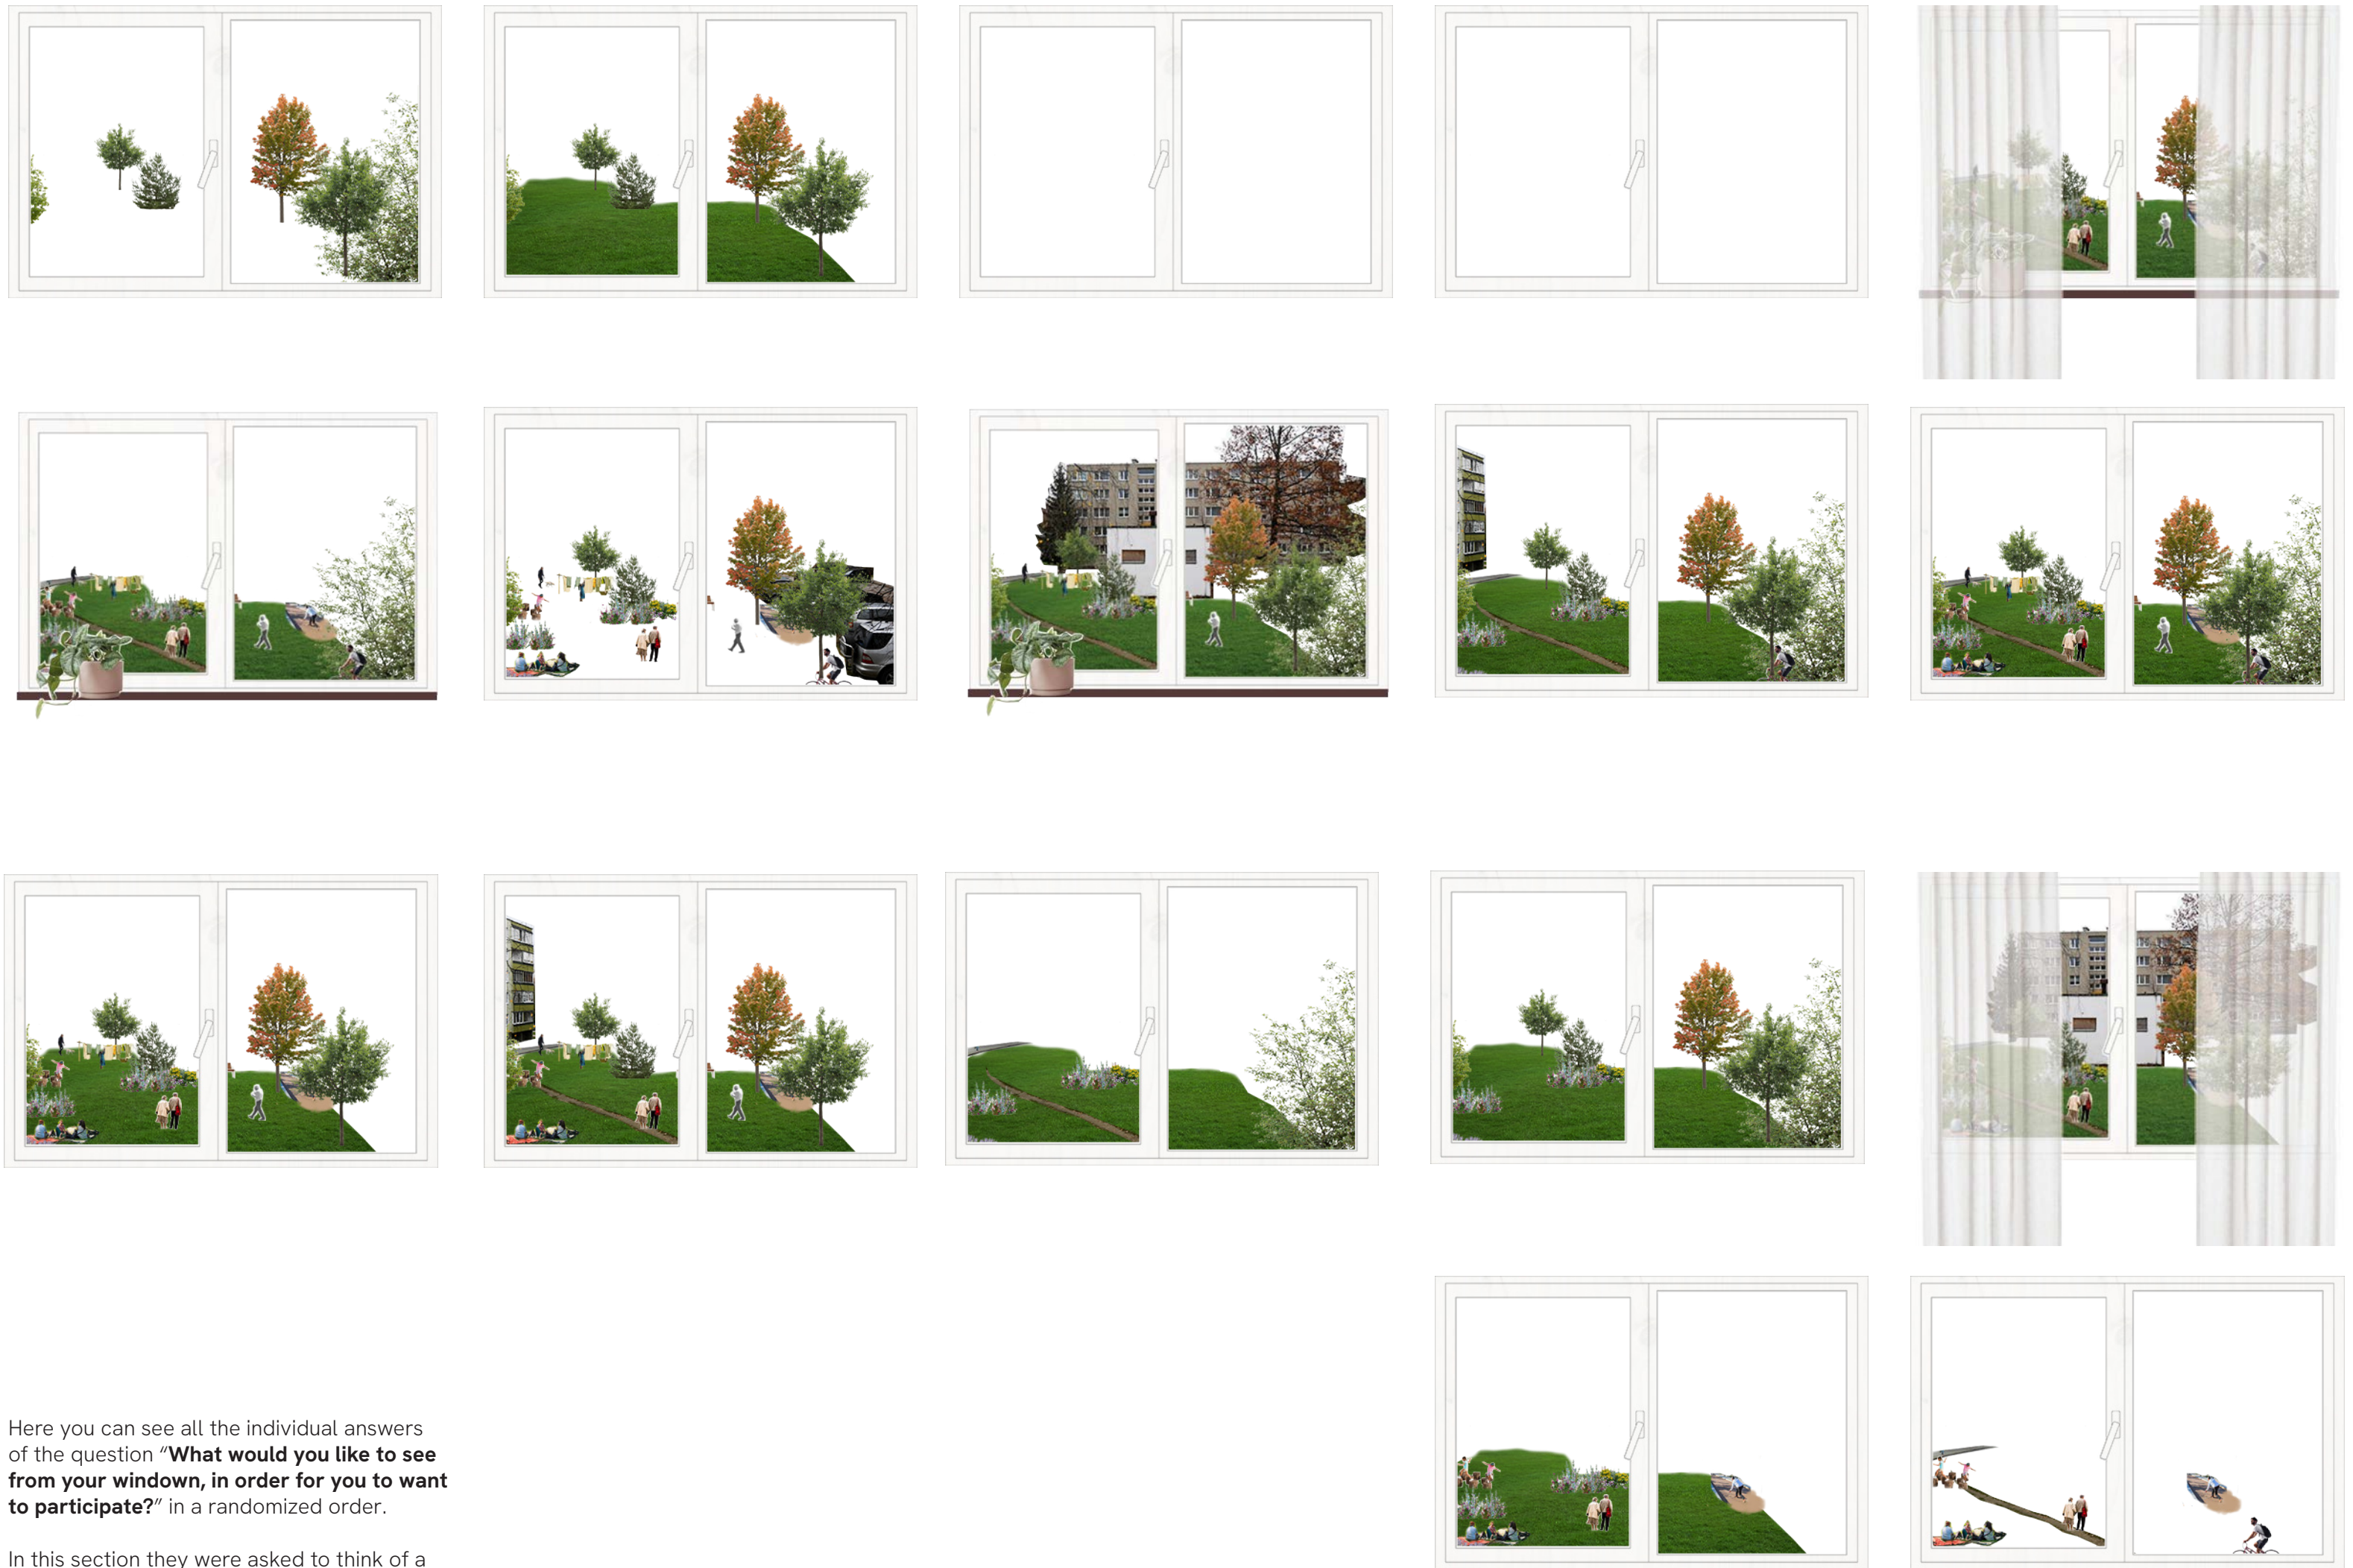 Here you can see all the individual answers
of the question “What would you like to see
from your windown, in order for you to want
to participate?” in a randomized order.
In this section they were asked to think of a